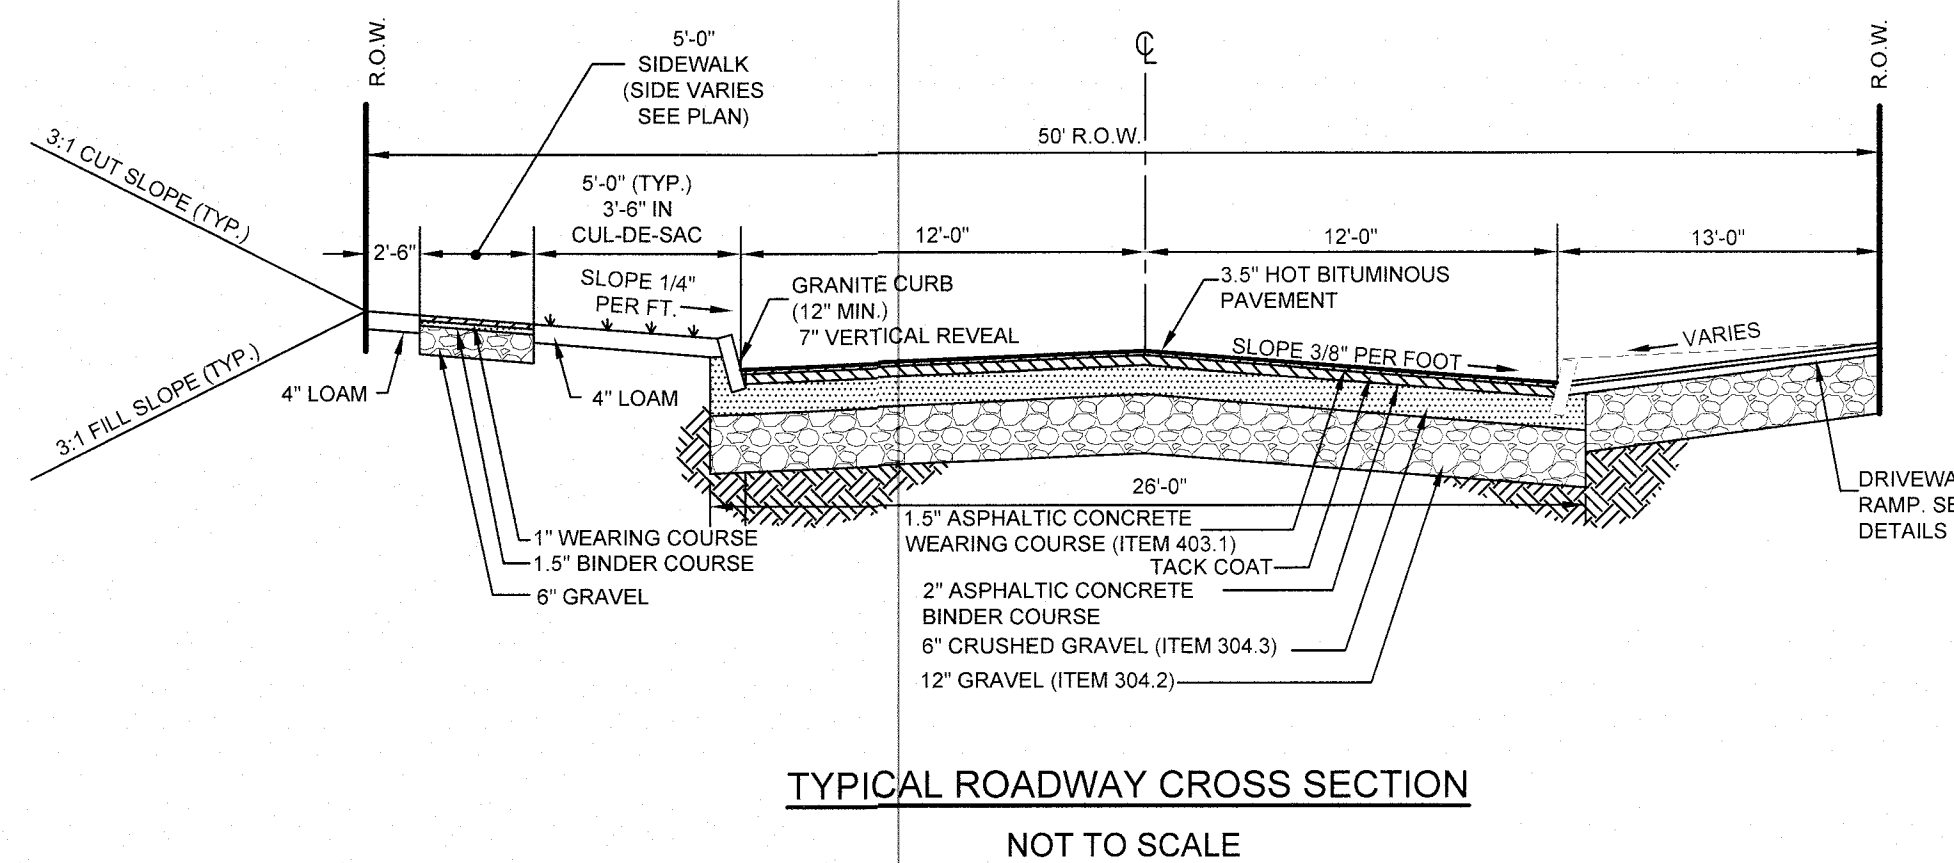 R.O.W.
5'-0"
SIDEWALK
(SIDE VARIES
SEE PLAN)
℄
R.O.W.
50' R.O.W.
3:1 CUT SLOPE (TYP.)
5'-0" (TYP.)
3'-6" IN
CUL-DE-SAC
2'-6"
12'-0"
12'-0"
13'-0"
SLOPE 1/4"
PER FT.
GRANITE CURB
(12" MIN.)
7" VERTICAL REVEAL
3.5" HOT BITUMINOUS
PAVEMENT
SLOPE 3/8" PER FOOT
VARIES
3:1 FILL SLOPE (TYP.)
4" LOAM
4" LOAM
26'-0"
DRIVEWA
RAMP. SE
DETAILS
1" WEARING COURSE
1.5" BINDER COURSE
6" GRAVEL
1.5" ASPHALTIC CONCRETE
WEARING COURSE (ITEM 403.1)
TACK COAT
2" ASPHALTIC CONCRETE
BINDER COURSE
6" CRUSHED GRAVEL (ITEM 304.3)
12" GRAVEL (ITEM 304.2)
TYPICAL ROADWAY CROSS SECTION
NOT TO SCALE